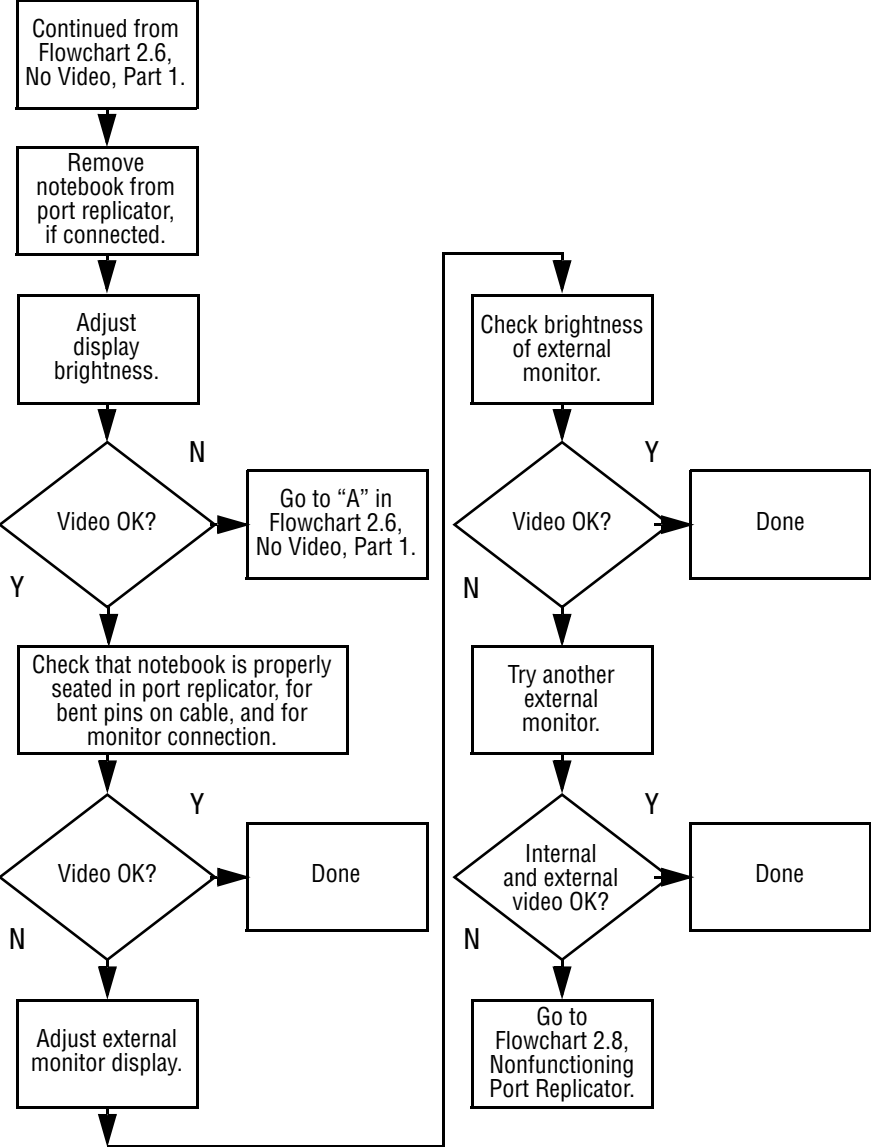 Continued from
Flowchart 2.6,
No Video, Part 1.
Remove
notebook from
port replicator,
if connected.
Adjust
display
brightness.
N
Video OK?
Go to “A” in
Flowchart 2.6,
No Video, Part 1.
Y
Check that notebook is properly
seated in port replicator, for
bent pins on cable, and for
monitor connection.
Y
Video OK?
Done
N
Adjust external
monitor display.
Check brightness
of external
monitor.
Y
Video OK?
Done
N
Try another
external
monitor.
Y
Internal
and external
video OK?
Done
N
Go to
Flowchart 2.8,
Nonfunctioning
Port Replicator.